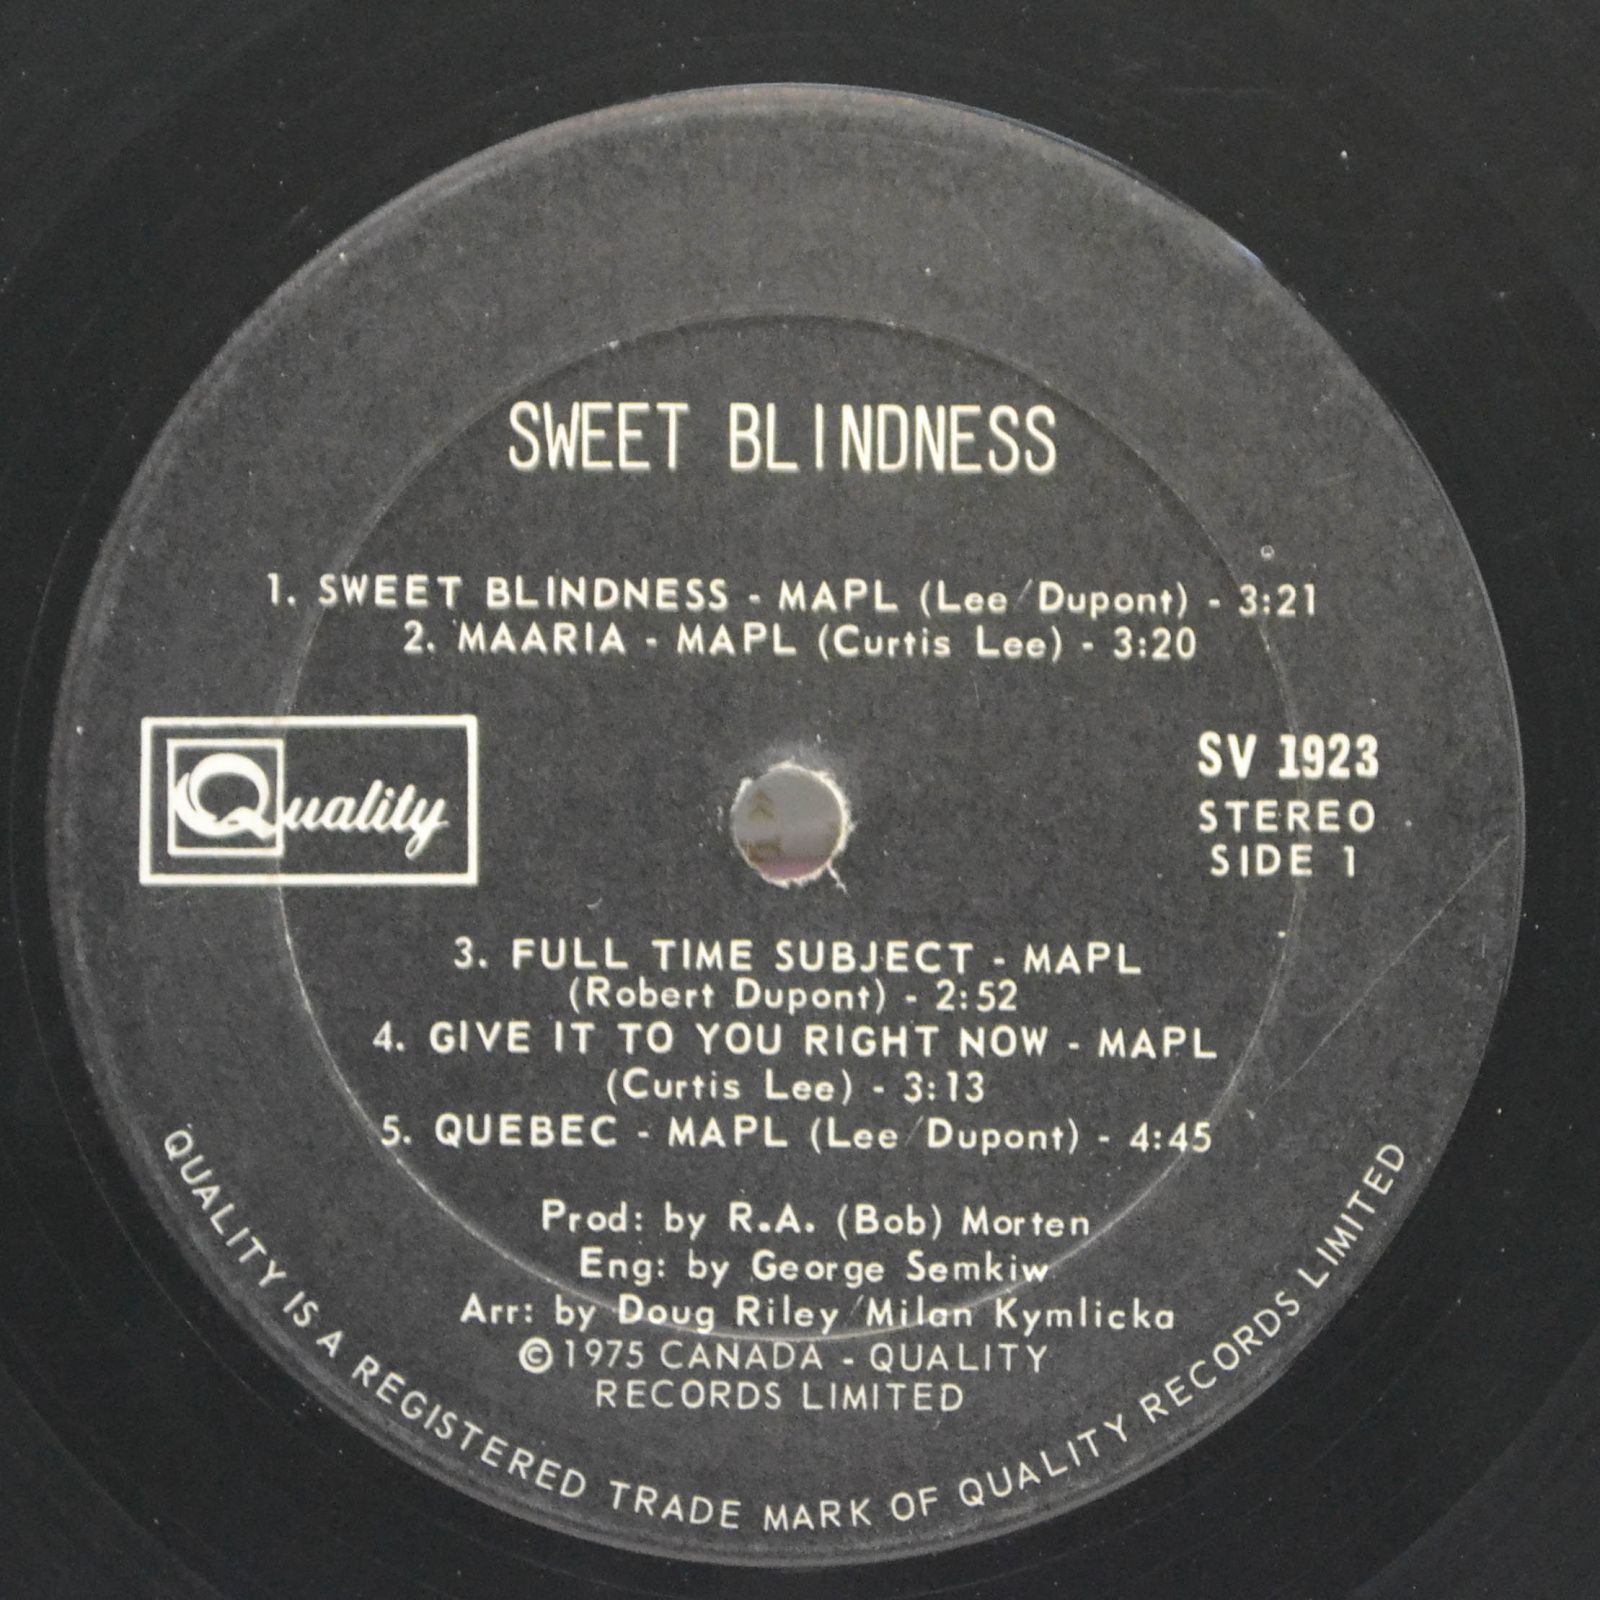 SWEET BLINDNESS
1. SWEET BLINDNESS - MAPL (Lee/Dupont) - 3:21
2. MAARIA - MAPL (Curtis Lee) - 3:20
Quality
SV 1923
STEREO
SIDE 1
3. FULL TIME SUBJECT - MAPL
(Robert Dupont) - 2:52
4. GIVE IT TO YOU RIGHT NOW - MAPL
(Curtis Lee) - 3:13
5. QUEBEC - MAPL (Lee/Dupont) - 4:45
Prod: by R.A. (Bob) Morten
Eng: by George Semkiw
Arr: by Doug Riley/Milan Kymlicka
©1975 CANADA - QUALITY
RECORDS LIMITED
QUALITY IS A REGISTERED TRADE MARK OF QUALITY RECORDS LIMITED